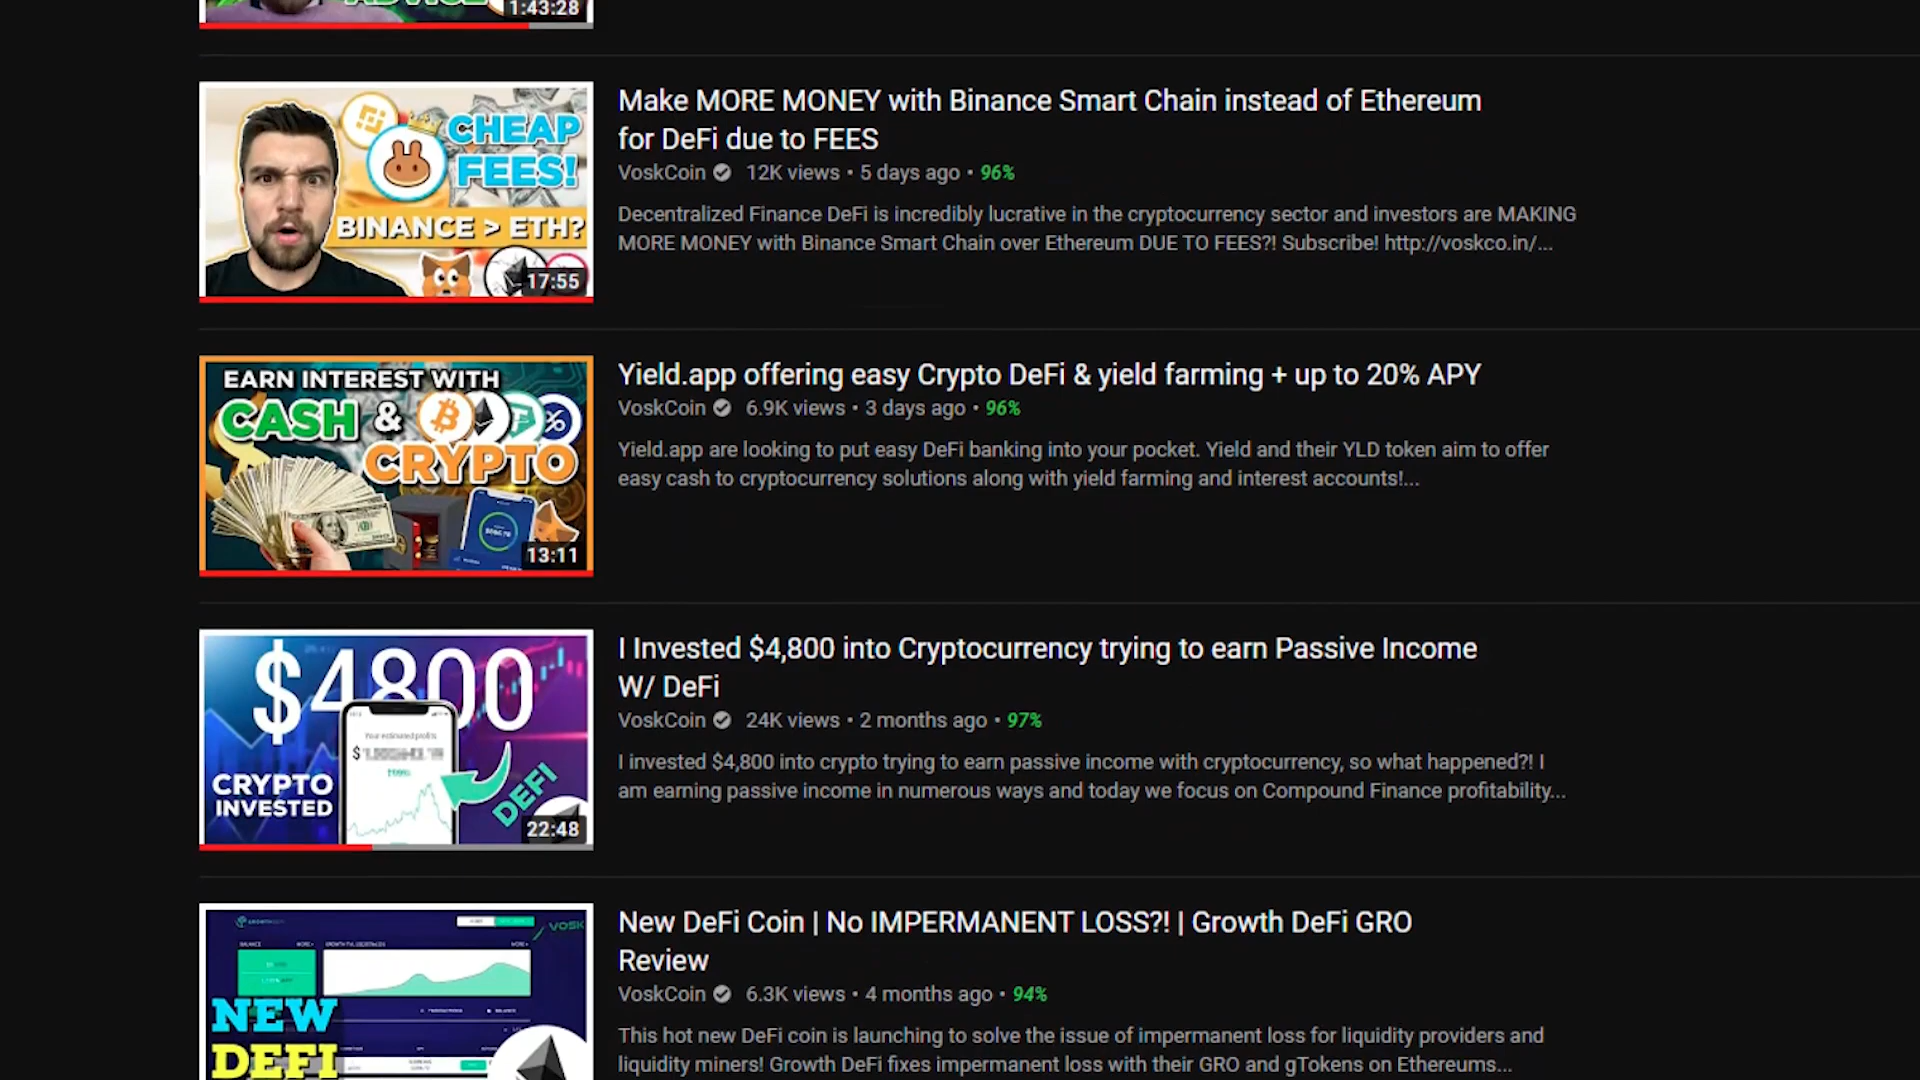 1:43:28
CHEAP
FEES!
BINANCE > ETH?
17:55
Make MORE MONEY with Binance Smart Chain instead of Ethereum
for DeFi due to FEES
VoskCoin 12K views • 5 days ago • 96%
Decentralized Finance DeFi is incredibly lucrative in the cryptocurrency sector and investors are MAKING
MORE MONEY with Binance Smart Chain over Ethereum DUE TO FEES?! Subscribe! http://voskco.in/...
EARN INTEREST WITH
CASH &
CRYPTO
13:11
Yield.app offering easy Crypto DeFi & yield farming + up to 20% APY
VoskCoin 6.9K views • 3 days ago • 96%
Yield.app are looking to put easy DeFi banking into your pocket. Yield and their YLD token aim to offer
easy cash to cryptocurrency solutions along with yield farming and interest accounts!...
$4800
Your estimated profits
$
CRYPTO
INVESTED
DEFI
22:48
I Invested $4,800 into Cryptocurrency trying to earn Passive Income
W/ DeFi
VoskCoin 24K views • 2 months ago • 97%
I invested $4,800 into crypto trying to earn passive income with cryptocurrency, so what happened?! I
am earning passive income in numerous ways and today we focus on Compound Finance profitability...
VOSK
NEW
DEFI
New DeFi Coin | No IMPERMANENT LOSS?! | Growth DeFi GRO
Review
VoskCoin 6.3K views • 4 months ago • 94%
This hot new DeFi coin is launching to solve the issue of impermanent loss for liquidity providers and
liquidity miners! Growth DeFi fixes impermanent loss with their GRO and gTokens on Ethereums...